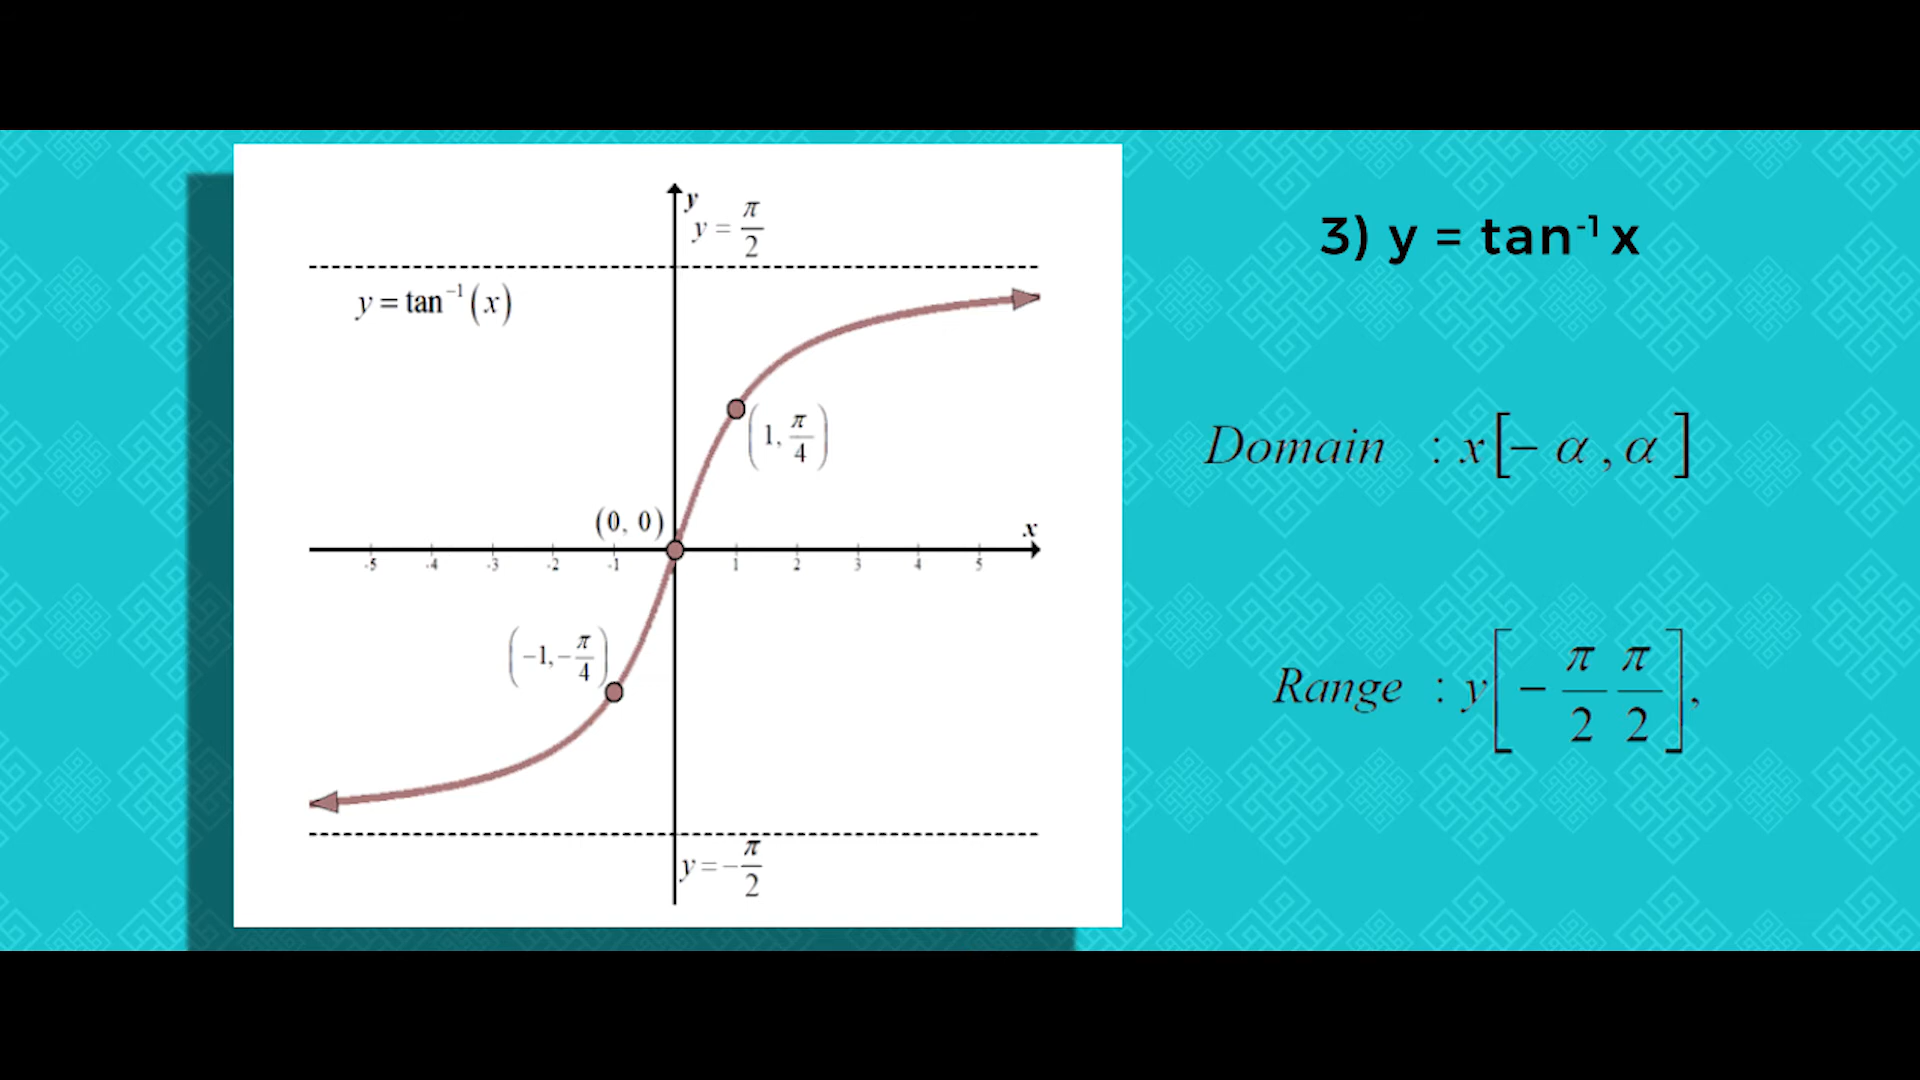 y
y = π/2
y = tan⁻¹(x)
(1, π/4)
(0, 0)
x
-5 -4 -3 -2 -1 1 2 3 4 5
(−1, −π/4)
y = −π/2
3) y = tan⁻¹ x
Domain : x[− α , α ]
Range : y[− π/2 π/2],